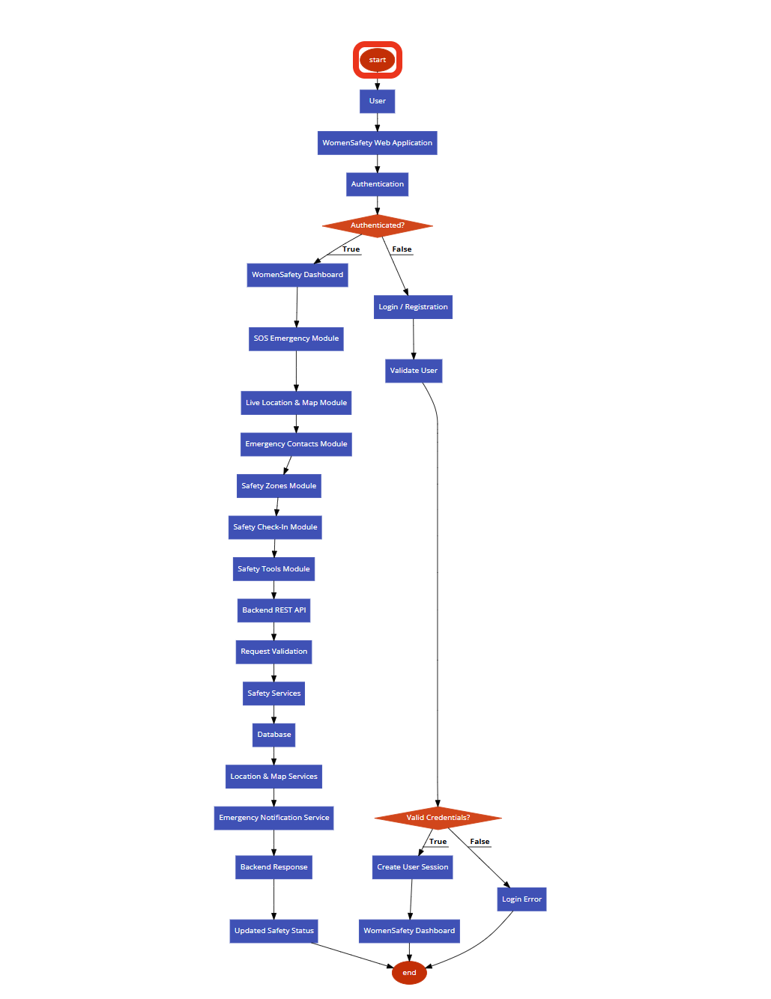 start
User
WomenSafety Web Application
Authentication
Authenticated?
True
False
WomenSafety Dashboard
Login / Registration
SOS Emergency Module
Validate User
Live Location & Map Module
Emergency Contacts Module
Safety Zones Module
Safety Check-In Module
Safety Tools Module
Backend REST API
Request Validation
Safety Services
Database
Location & Map Services
Emergency Notification Service
Valid Credentials?
True
False
Backend Response
Create User Session
Login Error
Updated Safety Status
WomenSafety Dashboard
end